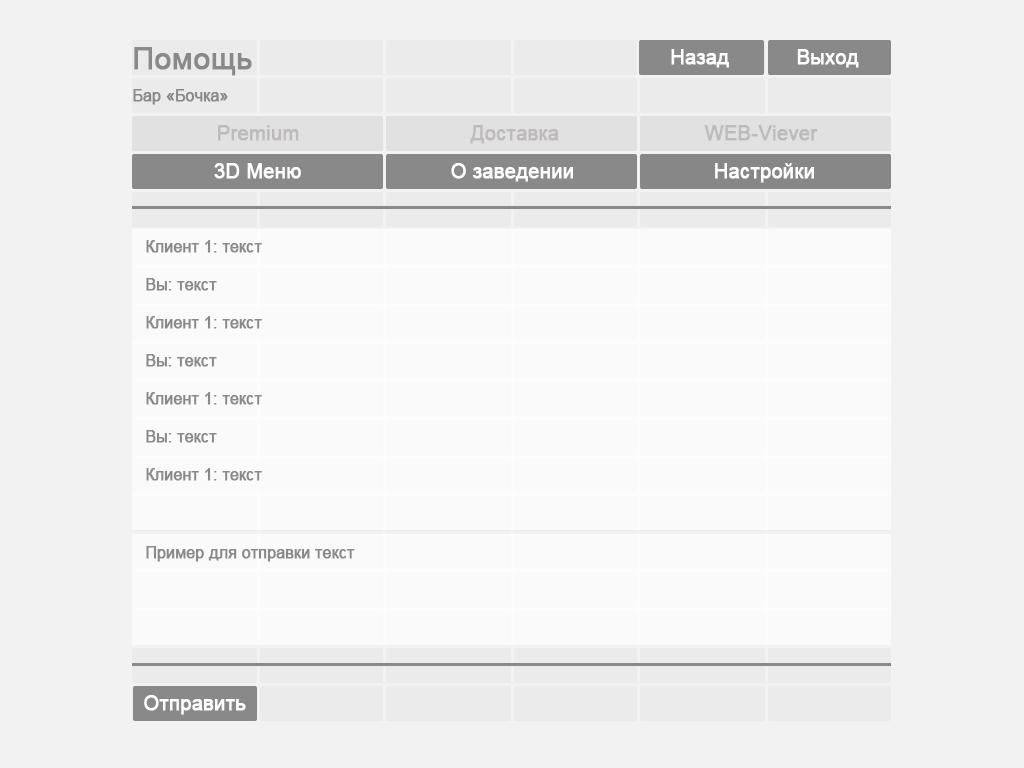 Помощь Назад Выход
Бар «Бочка»
Premium Доставка WEB-Viever
3D Меню О заведении Настройки
Клиент 1: текст
Вы: текст
Клиент 1: текст
Вы: текст
Клиент 1: текст
Вы: текст
Клиент 1: текст
Пример для отправки текст
Отправить